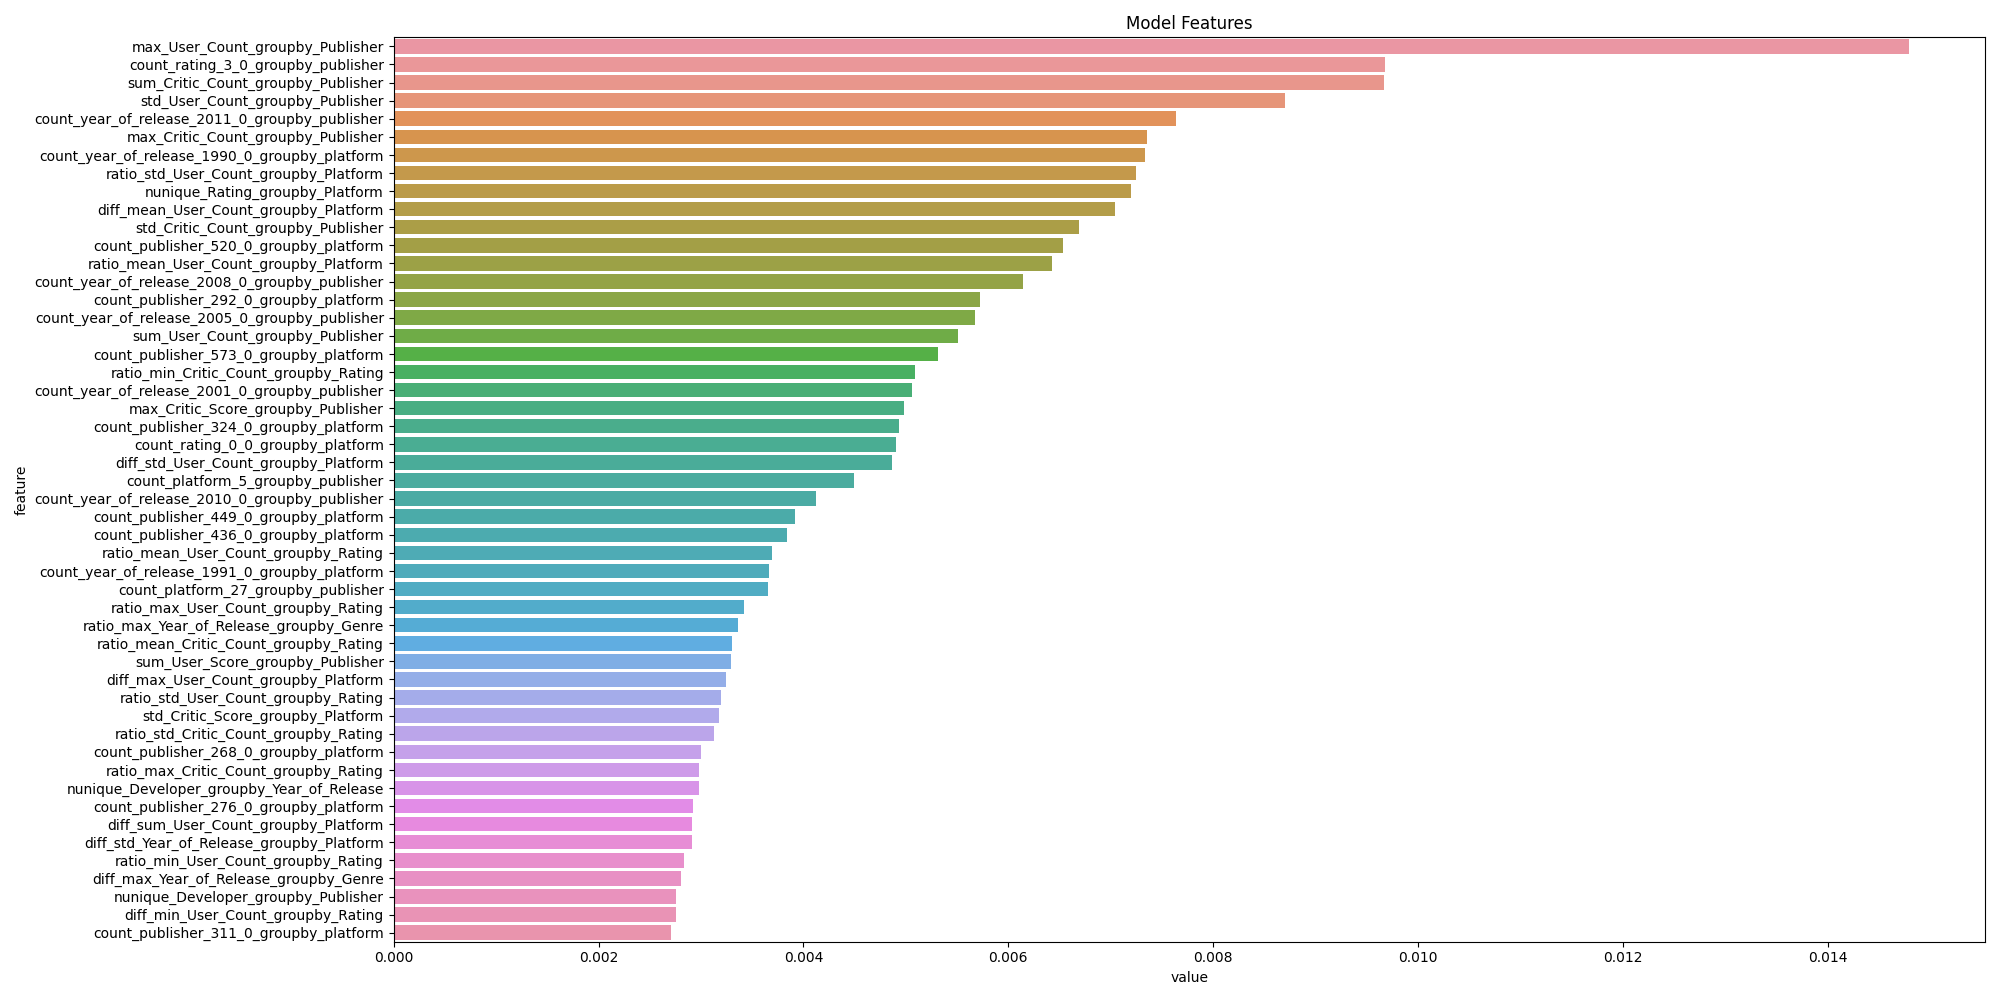 Model Features
max_User_Count_groupby_Publisher
count_rating_3_0_groupby_publisher
sum_Critic_Count_groupby_Publisher
std_User_Count_groupby_Publisher
count_year_of_release_2011_0_groupby_publisher
max_Critic_Count_groupby_Publisher
count_year_of_release_1990_0_groupby_platform
ratio_std_User_Count_groupby_Platform
nunique_Rating_groupby_Platform
diff_mean_User_Count_groupby_Platform
std_Critic_Count_groupby_Publisher
count_publisher_520_0_groupby_platform
ratio_mean_User_Count_groupby_Platform
count_year_of_release_2008_0_groupby_publisher
count_publisher_292_0_groupby_platform
count_year_of_release_2005_0_groupby_publisher
sum_User_Count_groupby_Publisher
count_publisher_573_0_groupby_platform
ratio_min_Critic_Count_groupby_Rating
count_year_of_release_2001_0_groupby_publisher
max_Critic_Score_groupby_Publisher
count_publisher_324_0_groupby_platform
count_rating_0_0_groupby_platform
diff_std_User_Count_groupby_Platform
count_platform_5_groupby_publisher
count_year_of_release_2010_0_groupby_publisher
count_publisher_449_0_groupby_platform
count_publisher_436_0_groupby_platform
ratio_mean_User_Count_groupby_Rating
count_year_of_release_1991_0_groupby_platform
count_platform_27_groupby_publisher
ratio_max_User_Count_groupby_Rating
ratio_max_Year_of_Release_groupby_Genre
ratio_mean_Critic_Count_groupby_Rating
sum_User_Score_groupby_Publisher
diff_max_User_Count_groupby_Platform
ratio_std_User_Count_groupby_Rating
std_Critic_Score_groupby_Platform
ratio_std_Critic_Count_groupby_Rating
count_publisher_268_0_groupby_platform
ratio_max_Critic_Count_groupby_Rating
nunique_Developer_groupby_Year_of_Release
count_publisher_276_0_groupby_platform
diff_sum_User_Count_groupby_Platform
diff_std_Year_of_Release_groupby_Platform
ratio_min_User_Count_groupby_Rating
diff_max_Year_of_Release_groupby_Genre
nunique_Developer_groupby_Publisher
diff_min_User_Count_groupby_Rating
count_publisher_311_0_groupby_platform
feature
0.000 0.002 0.004 0.006 0.008 0.010 0.012 0.014
value